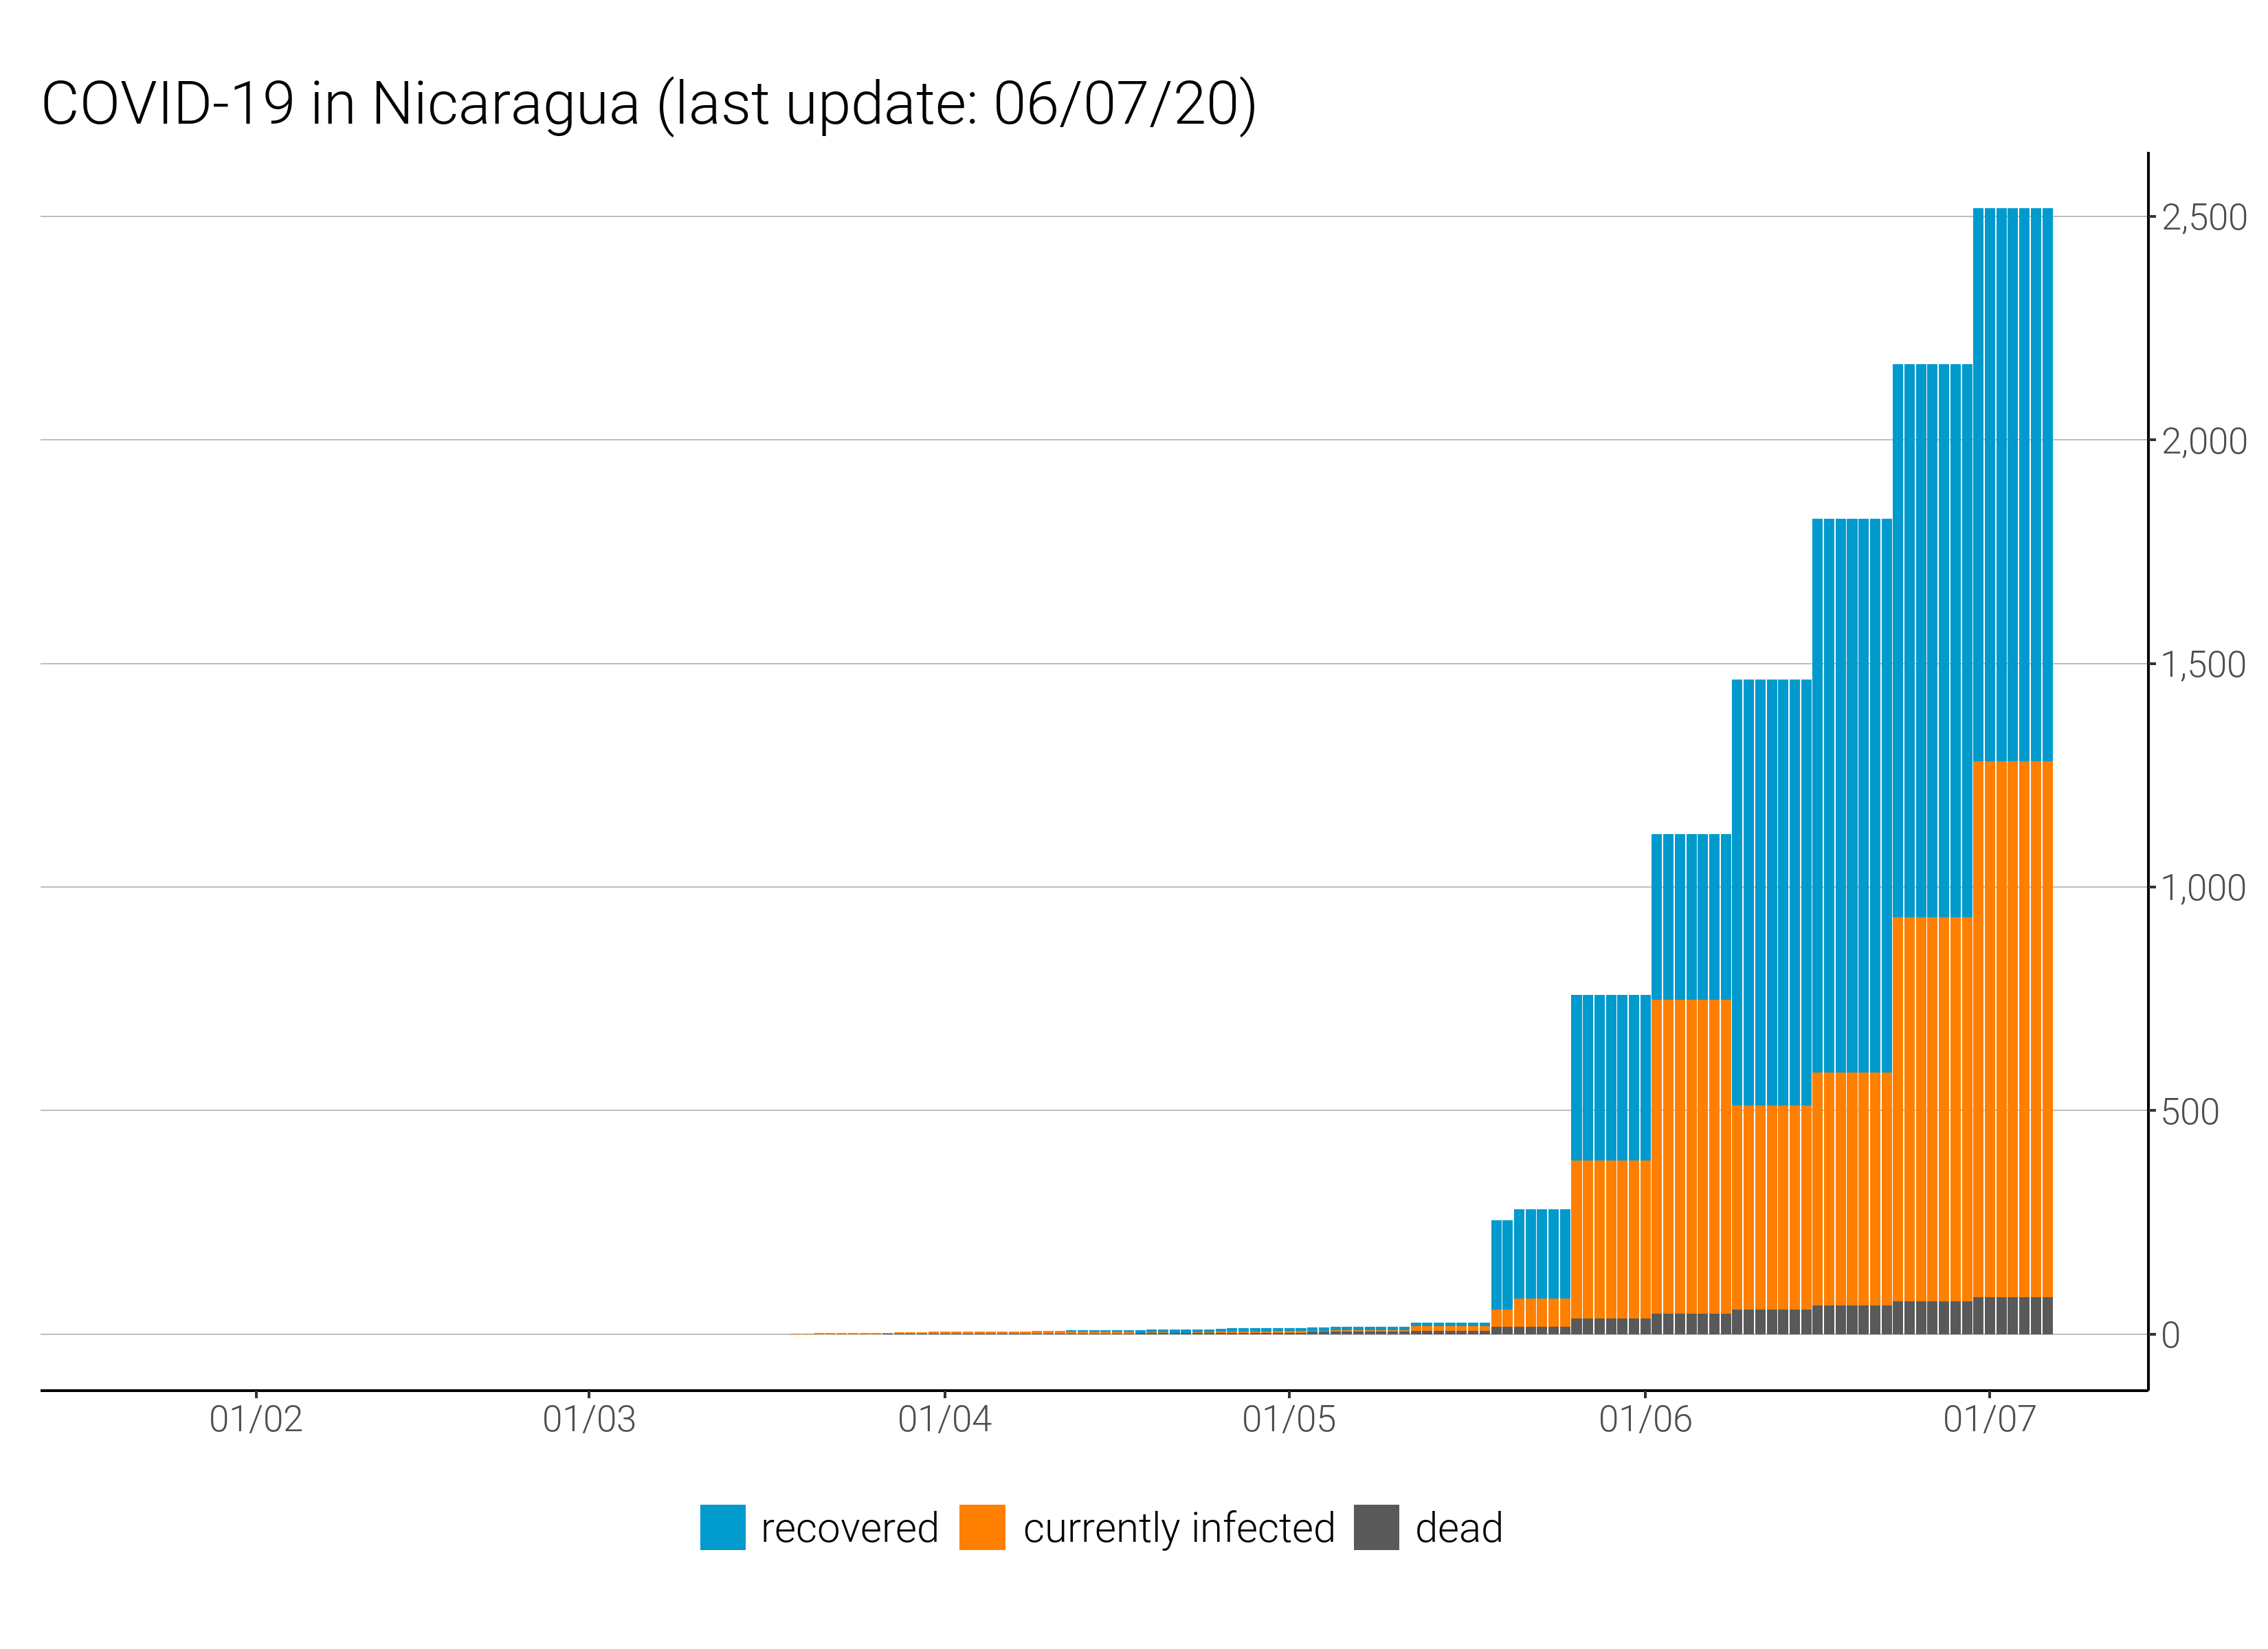 COVID-19 in Nicaragua (last update: 06/07/20)
2,500
2,000
1,500
1,000
500
0
01/02 01/03 01/04 01/05 01/06 01/07
recovered currently infected dead